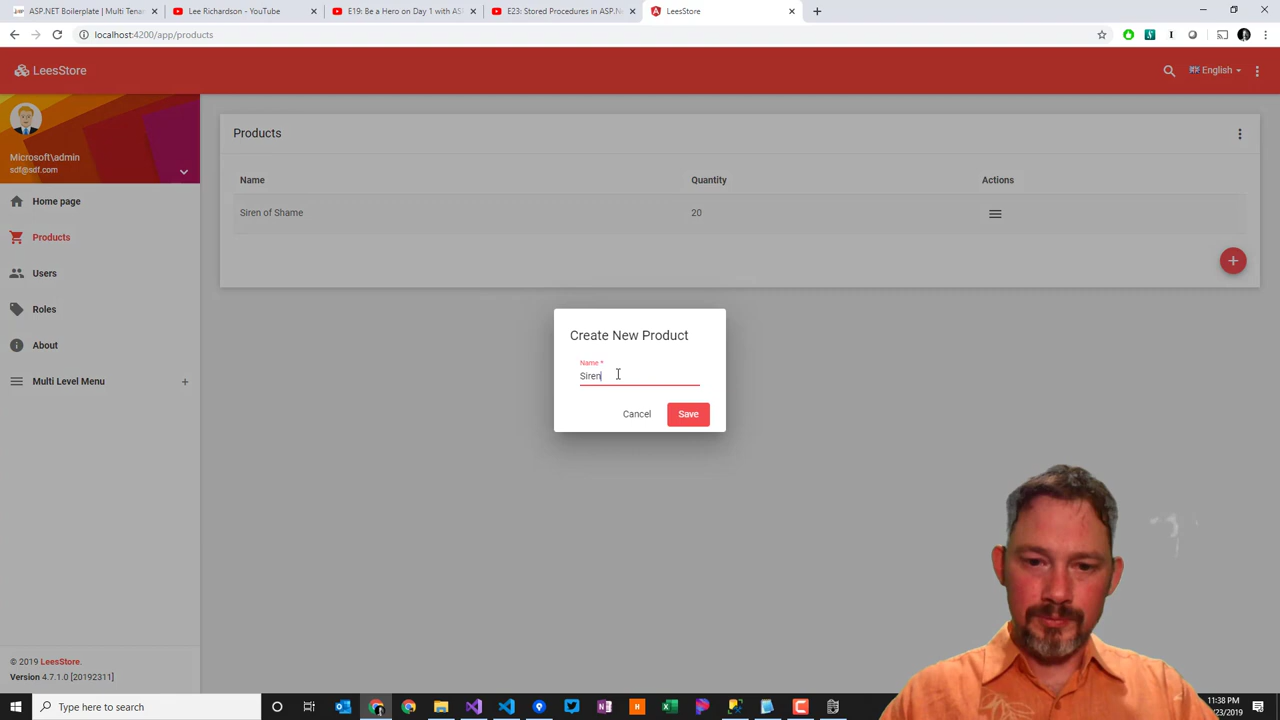 ASP.NET Boilerplate | Multi Tena
Lee Richardson - YouTube
E19: Be a Hero on Day 1 with AS
E23: Stored Procedures in ASP.Ne
LeesStore
localhost:4200/app/products
LeesStore
English
Microsoft\admin
sdf@sdf.com
Home page
Products
Users
Roles
About
Multi Level Menu
Products
Name
Quantity
Actions
Siren of Shame
20
Create New Product
Name *
Siren
Cancel
Save
© 2019 LeesStore.
Version 4.7.1.0 [20192311]
Type here to search
11:38 PM
/23/2019